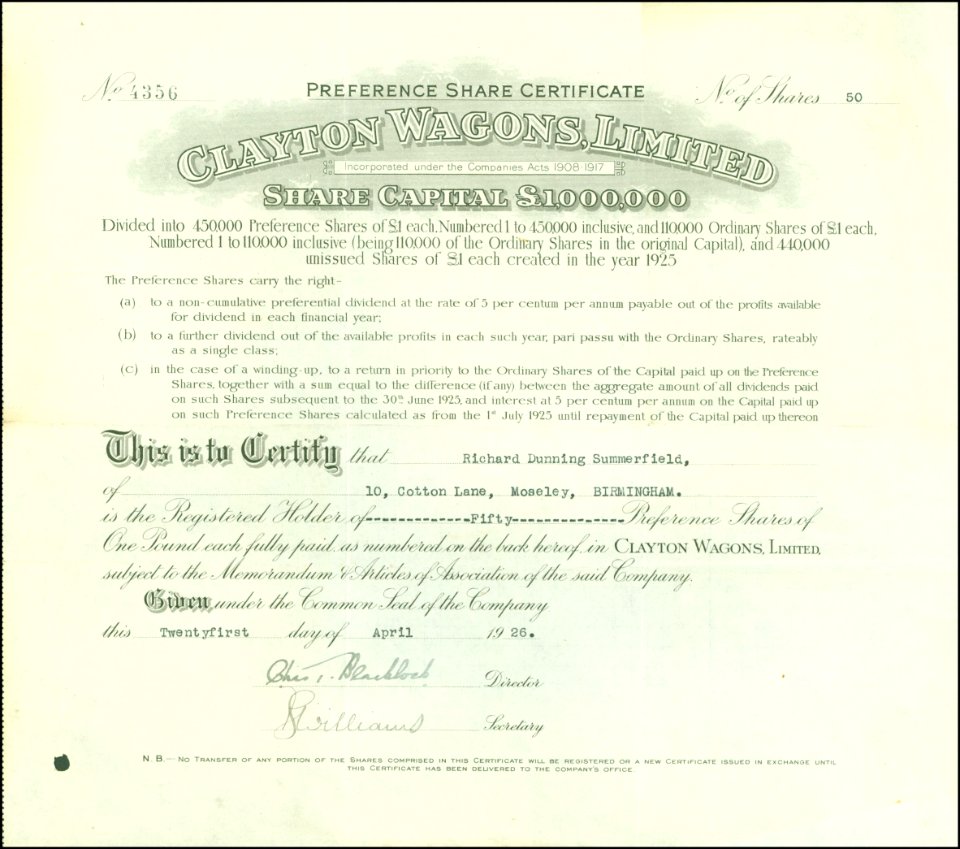 No 4356
PREFERENCE SHARE CERTIFICATE
No of Shares 50
CLAYTON WAGONS, LIMITED
Incorporated under the Companies Acts 1908-1917
SHARE CAPITAL £1,000,000
Divided into 450,000 Preference Shares of £1 each, Numbered 1 to 450,000 inclusive, and 110,000 Ordinary Shares of £1 each,
Numbered 1 to 110,000 inclusive (being 110,000 of the Ordinary Shares in the original Capital), and 440,000
unissued Shares of £1 each created in the year 1925
The Preference Shares carry the right-
(a) to a non-cumulative preferential dividend at the rate of 5 per centum per annum payable out of the profits available
for dividend in each financial year;
(b) to a further dividend out of the available profits in each such year, pari passu with the Ordinary Shares, rateably
as a single class;
(c) in the case of a winding-up, to a return in priority to the Ordinary Shares of the Capital paid up on the Preference
Shares, together with a sum equal to the difference (if any) between the aggregate amount of all dividends paid
on such Shares subsequent to the 30th June 1925, and interest at 5 per centum per annum on the Capital paid up
on such Preference Shares calculated as from the 1st July 1925 until repayment of the Capital paid up thereon
This is to Certify that Richard Dunning Summerfield,
of 10, Cotton Lane, Moseley, BIRMINGHAM.
is the Registered Holder of-------------Fifty--------------Preference Shares of
One Pound each fully paid, as numbered on the back hereof, in CLAYTON WAGONS, LIMITED,
subject to the Memorandum & Articles of Association of the said Company.
Given under the Common Seal of the Company
this Twentyfirst day of April 1926.
Chas T. Blacklock Director
Williams Secretary
N.B.—NO TRANSFER OF ANY PORTION OF THE SHARES COMPRISED IN THIS CERTIFICATE WILL BE REGISTERED OR A NEW CERTIFICATE ISSUED IN EXCHANGE UNTIL
THIS CERTIFICATE HAS BEEN DELIVERED TO THE COMPANY'S OFFICE